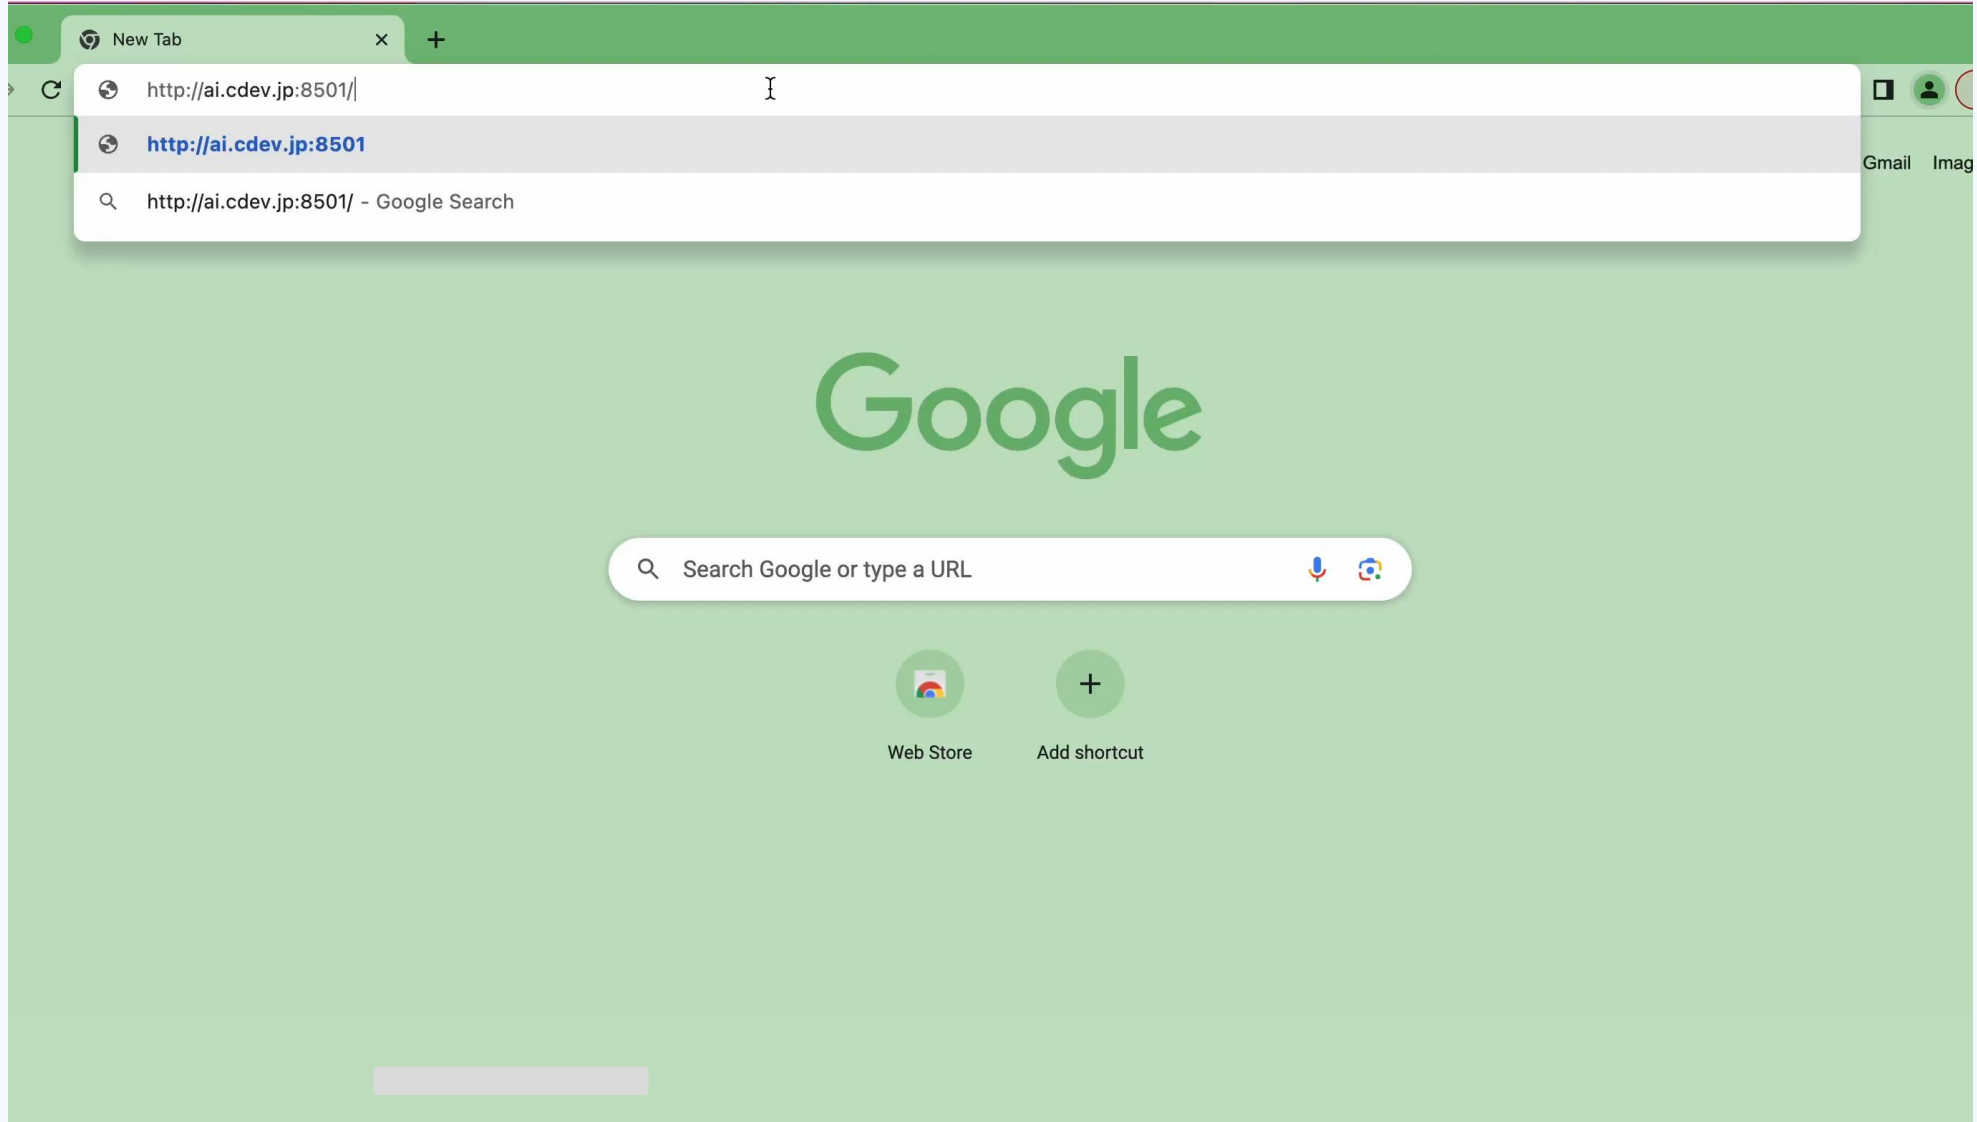 New Tab
http://ai.cdev.jp:8501/
http://ai.cdev.jp:8501
http://ai.cdev.jp:8501/ - Google Search
Gmail Imag
Google
Search Google or type a URL
Web Store Add shortcut